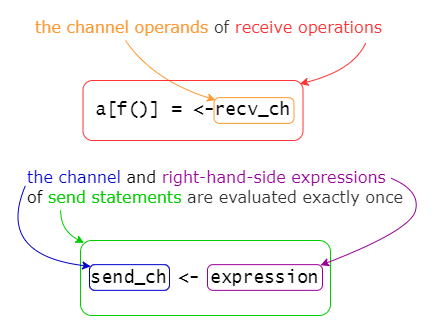 the channel operands of receive operations
a[f()] = <-recv_ch
the channel and right-hand-side expressions
of send statements are evaluated exactly once
send_ch <- expression